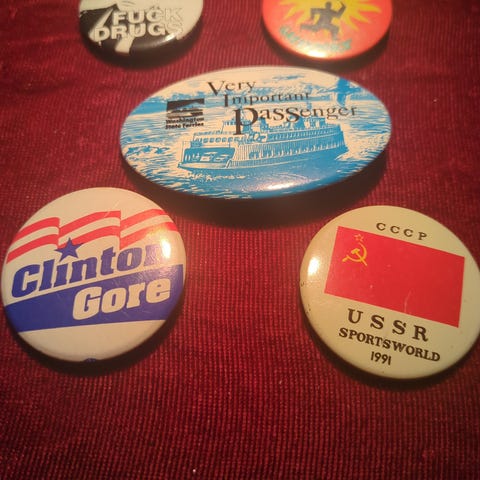 FUCK
DRUGS
Very
Important
Passenger
Washington
State Ferries
Clinton
Gore
CCCP
USSR
SPORTSWORLD
1991